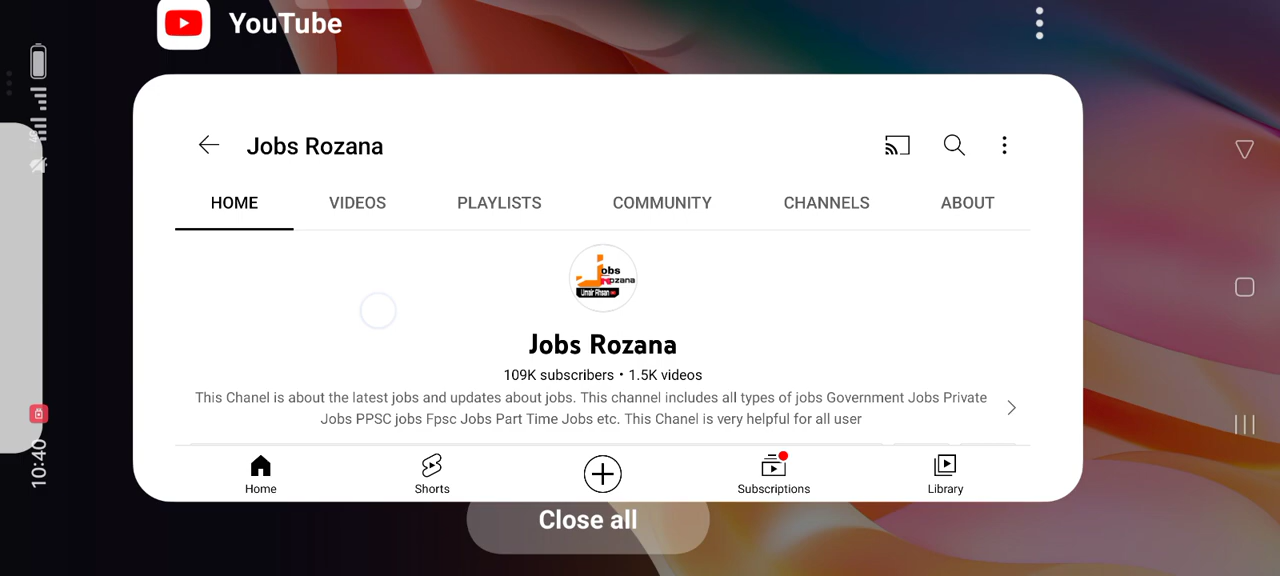 YouTube
Jobs Rozana
HOME
VIDEOS
PLAYLISTS
COMMUNITY
CHANNELS
ABOUT
Jobs Rozana
Umair Ahsan
Jobs Rozana
109K subscribers • 1.5K videos
This Chanel is about the latest jobs and updates about jobs. This channel includes all types of jobs Government Jobs Private
Jobs PPSC jobs Fpsc Jobs Part Time Jobs etc. This Chanel is very helpful for all user
Home
Shorts
Subscriptions
Library
Close all
10:40